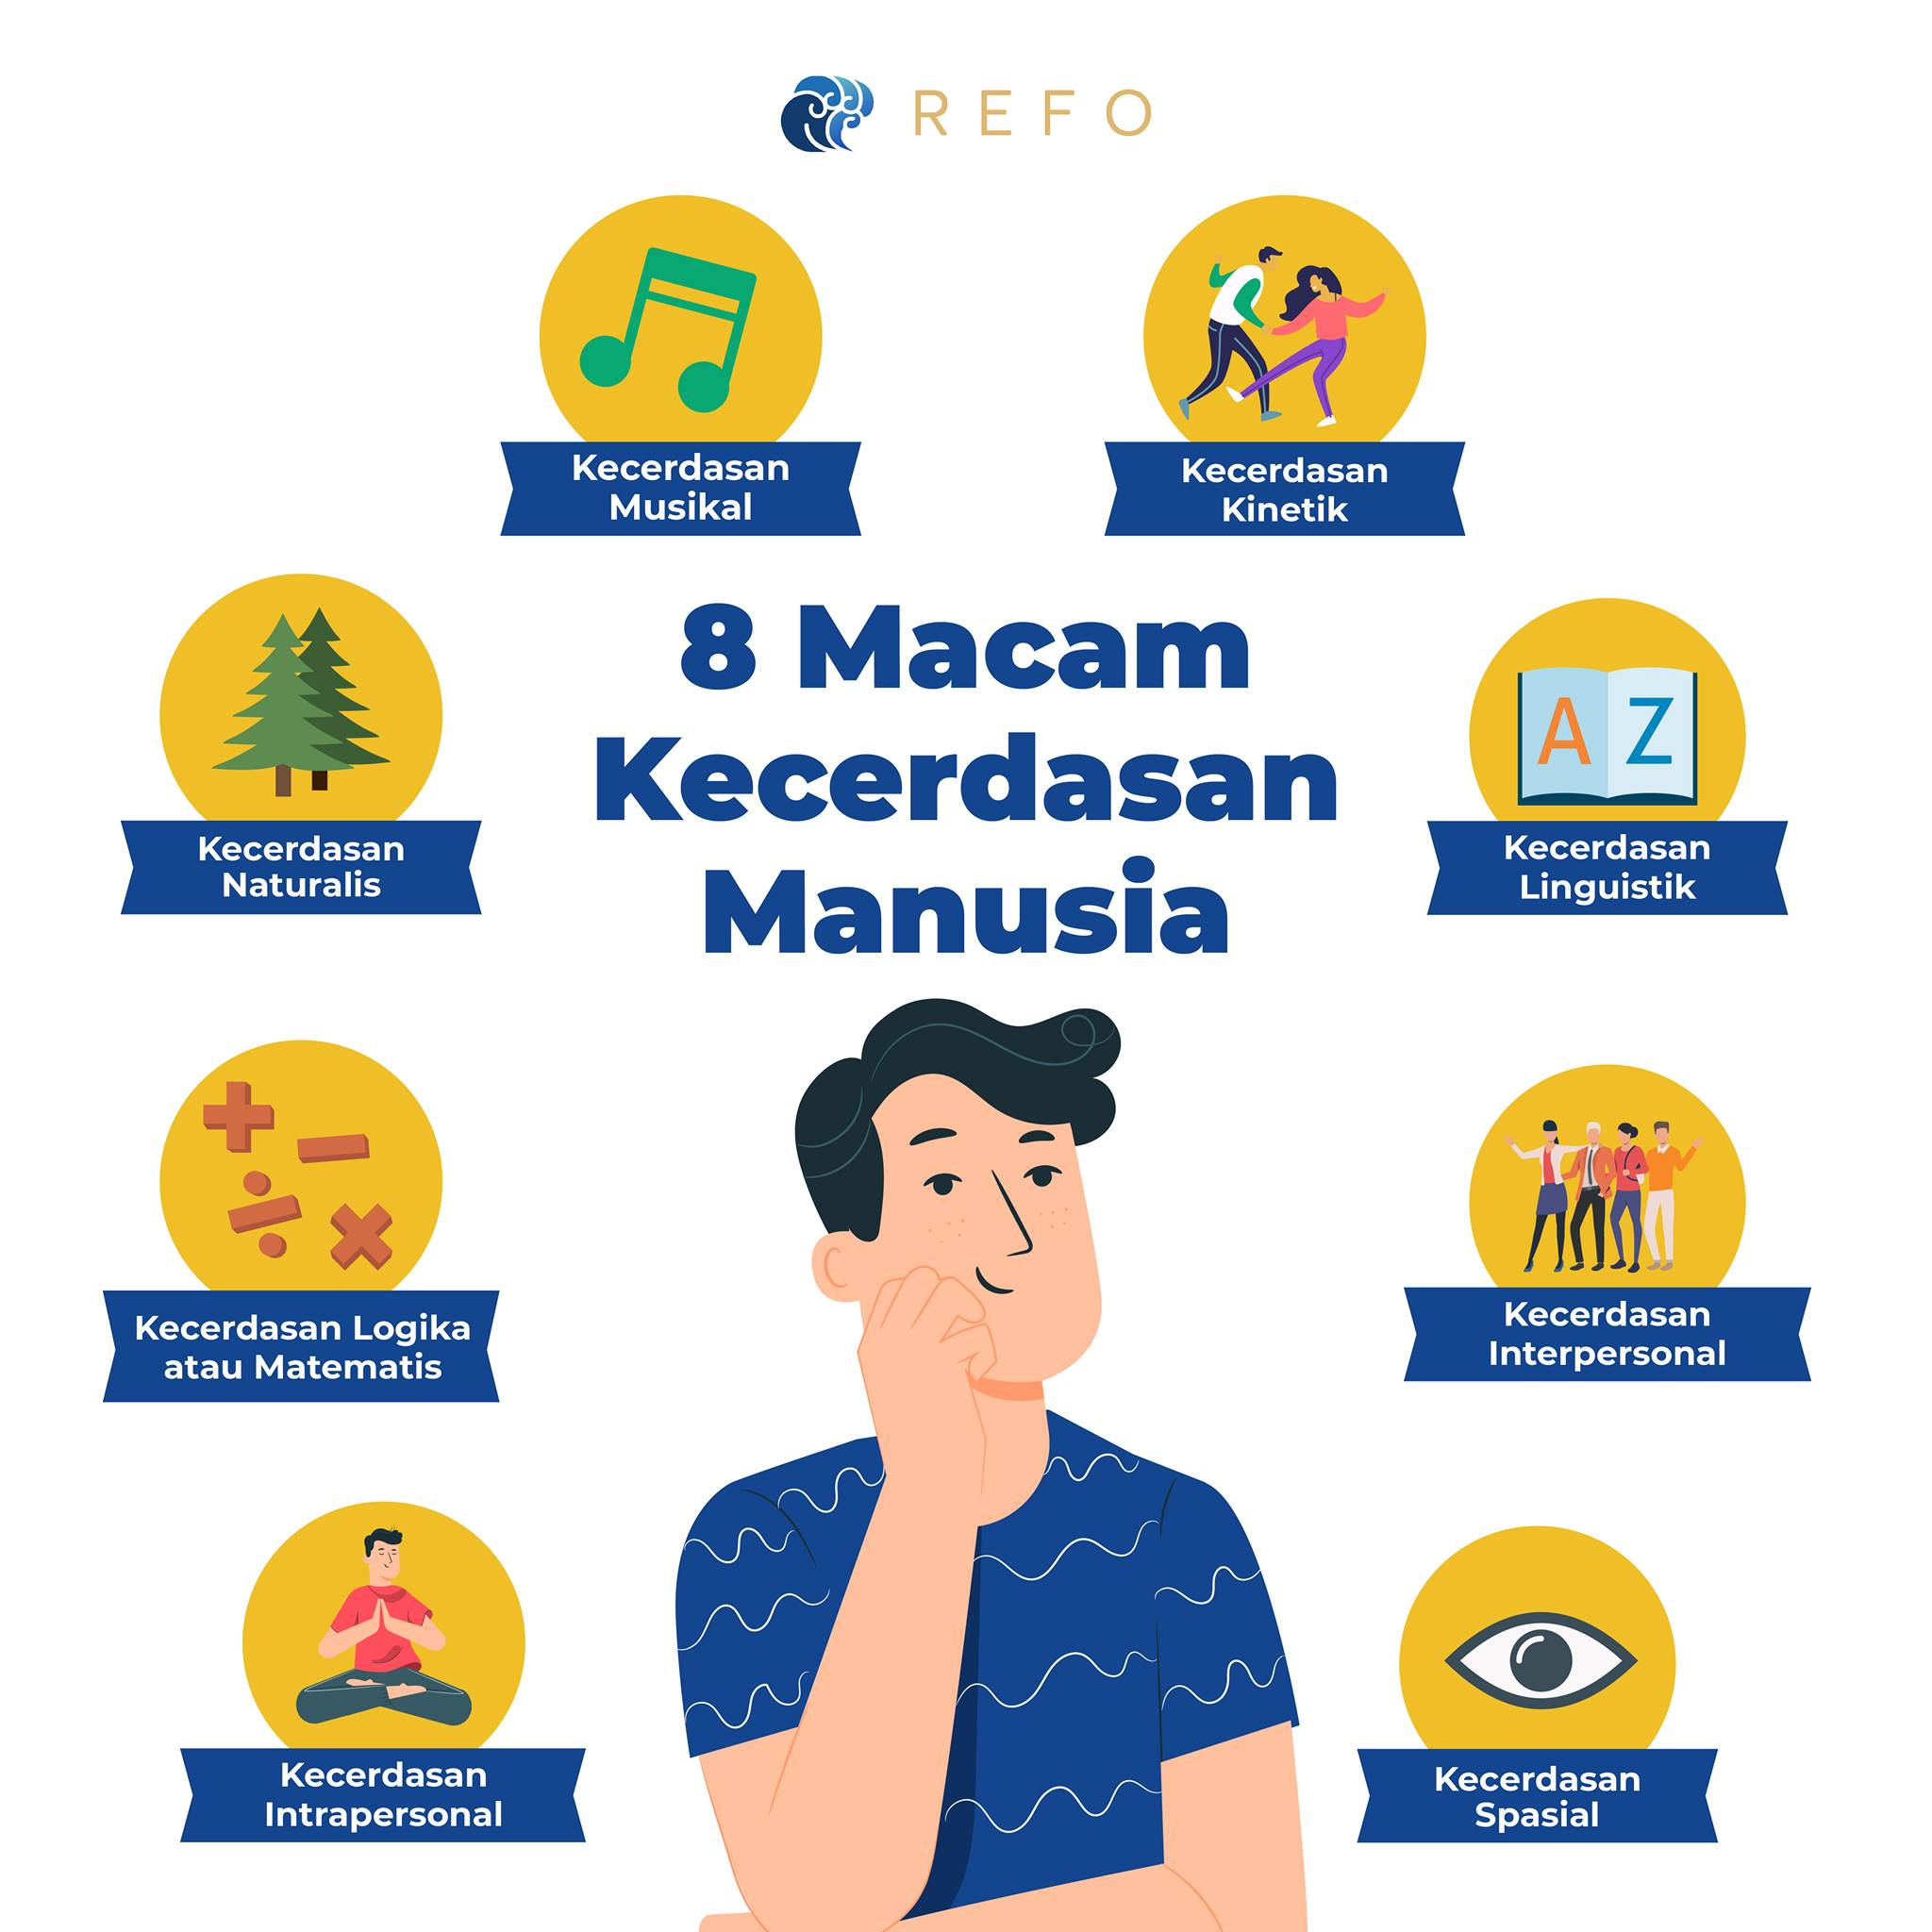 REFO
Kecerdasan
Musikal
Kecerdasan
Kinetik
8 Macam
Kecerdasan
Manusia
Kecerdasan
Naturalis
A Z
Kecerdasan
Linguistik
Kecerdasan Logika
atau Matematis
Kecerdasan
Interpersonal
Kecerdasan
Intrapersonal
Kecerdasan
Spasial